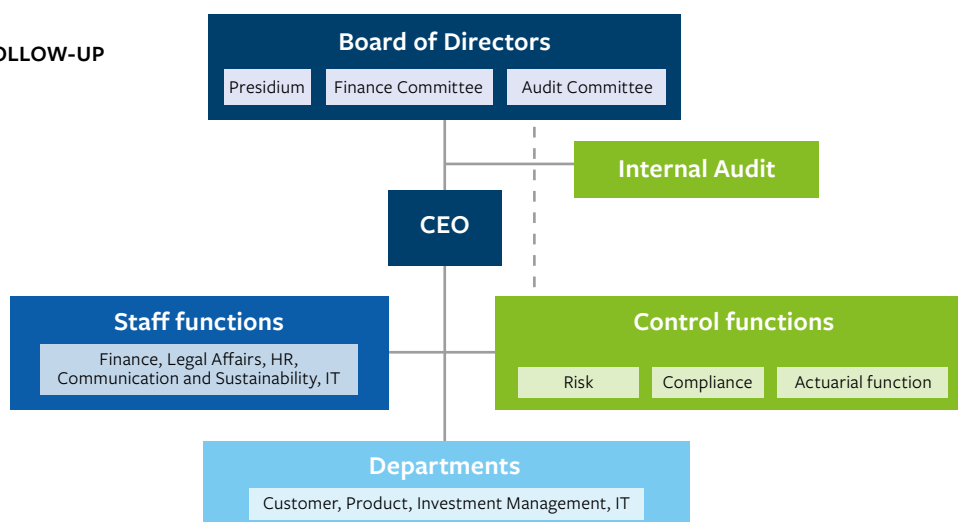 OLLOW-UP
Board of Directors
Presidium
Finance Committee
Audit Committee
Internal Audit
CEO
Staff functions
Finance, Legal Affairs, HR,
Communication and Sustainability, IT
Control functions
Risk
Compliance
Actuarial function
Departments
Customer, Product, Investment Management, IT